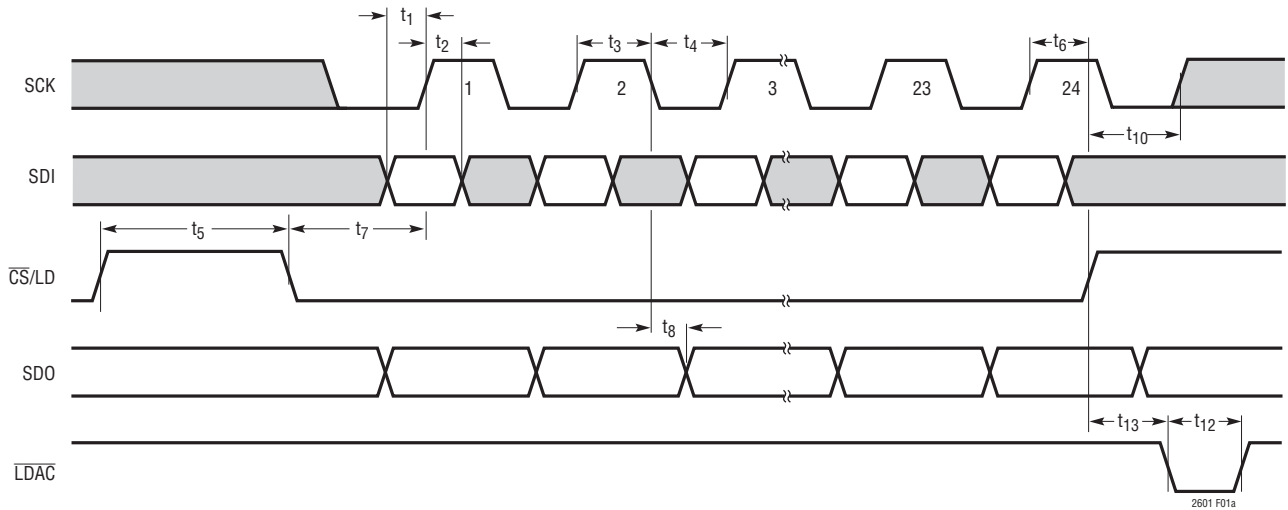 t1
t2
t3
t4
t6
SCK
1
2
3
23
24
t10
SDI
t5
t7
CS/LD
t8
SDO
t13
t12
LDAC
2601 F01a